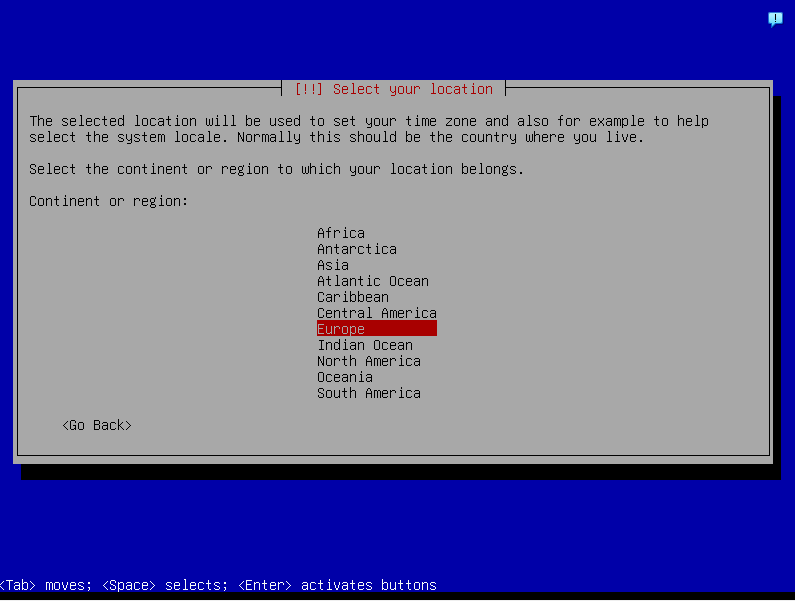 [!!] Select your location
The selected location will be used to set your time zone and also for example to help
select the system locale. Normally this should be the country where you live.
Select the continent or region to which your location belongs.
Continent or region:
Africa
Antarctica
Asia
Atlantic Ocean
Caribbean
Central America
Europe
Indian Ocean
North America
Oceania
South America
<Go Back>
<Tab> moves; <Space> selects; <Enter> activates buttons